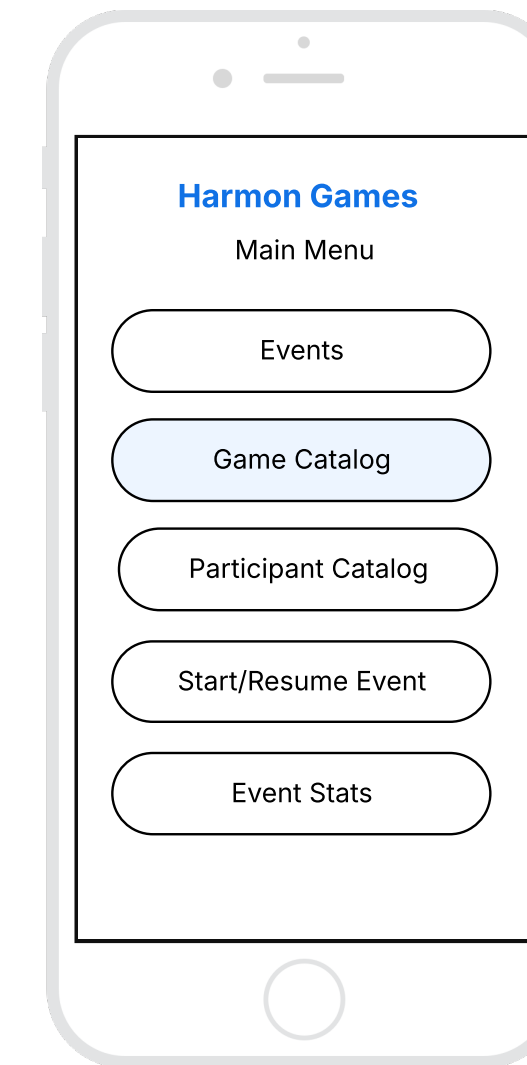 Harmon Games
Main Menu
Events
Game Catalog
Participant Catalog
Start/Resume Event
Event Stats